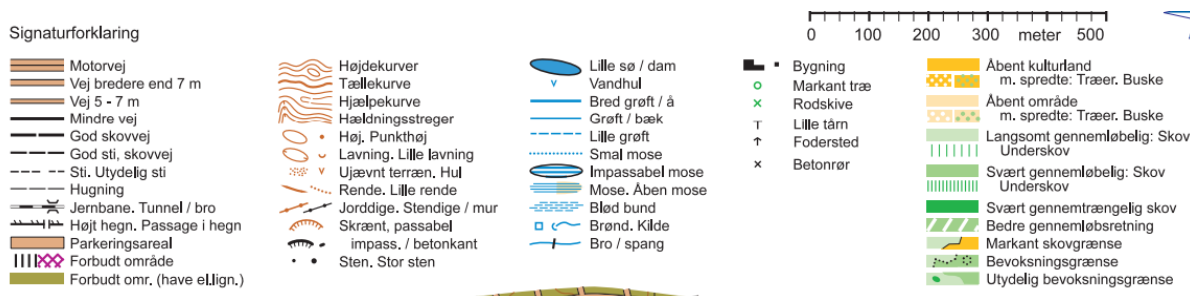 Signaturforklaring
Motorvej
Vej bredere end 7 m
Vej 5 - 7 m
Mindre vej
God skovvej
God sti, skovvej
Sti. Utydelig sti
Hugning
Jernbane. Tunnel / bro
Højt hegn. Passage i hegn
Parkeringsareal
Forbudt område
Forbudt omr. (have el.lign.)
Højdekurver
Tællekurve
Hjælpekurve
Hældningsstreger
Høj. Punkthøj
Lavning. Lille lavning
Ujævnt terræn. Hul
Rende. Lille rende
Jorddige. Stendige / mur
Skrænt, passabel
impass. / betonkant
Sten. Stor sten
Lille sø / dam
Vandhul
Bred grøft / å
Grøft / bæk
Lille grøft
Smal mose
Impassabel mose
Mose. Åben mose
Blød bund
Brønd. Kilde
Bro / spang
0 100 200 300 meter 500
Bygning
Markant træ
Rodskive
Lille tårn
Fodersted
Betonrør
Åbent kulturland
m. spredte: Træer. Buske
Åbent område
m. spredte: Træer. Buske
Langsomt gennemløbelig: Skov
Underskov
Svært gennemløbelig: Skov
Underskov
Svært gennemtrængelig skov
Bedre gennemløbsretning
Markant skovgrænse
Bevoksningsgrænse
Utydelig bevoksningsgrænse